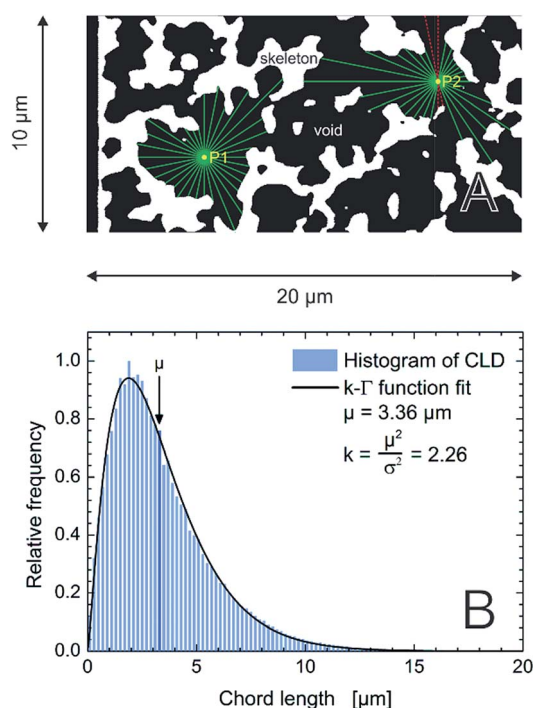 10 µm
skeleton
P2
void
P1
A
20 µm
Relative frequency
1.0
0.8
0.6
0.4
0.2
0.0
µ
Histogram of CLD
k-Γ function fit
µ = 3.36 µm
k = µ²/σ² = 2.26
B
0 5 10 15 20
Chord length [µm]